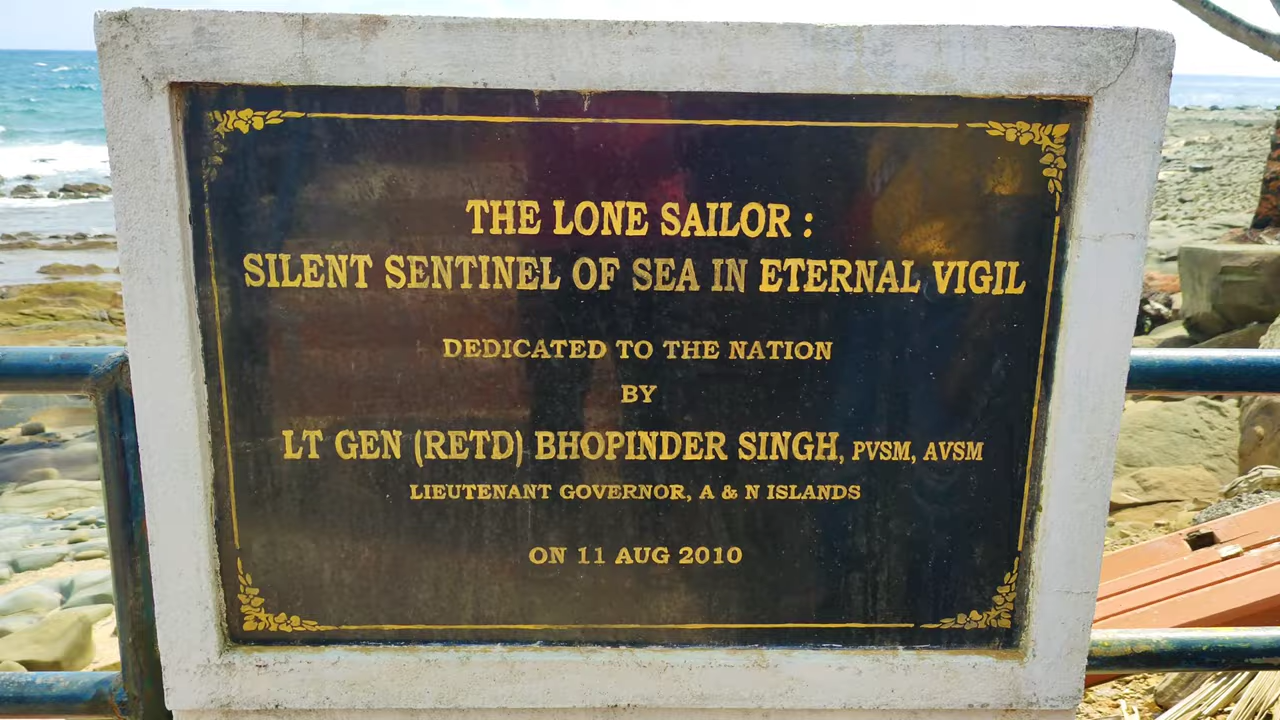 THE LONE SAILOR :
SILENT SENTINEL OF SEA IN ETERNAL VIGIL
DEDICATED TO THE NATION
BY
LT GEN (RETD) BHOPINDER SINGH, PVSM, AVSM
LIEUTENANT GOVERNOR, A & N ISLANDS
ON 11 AUG 2010